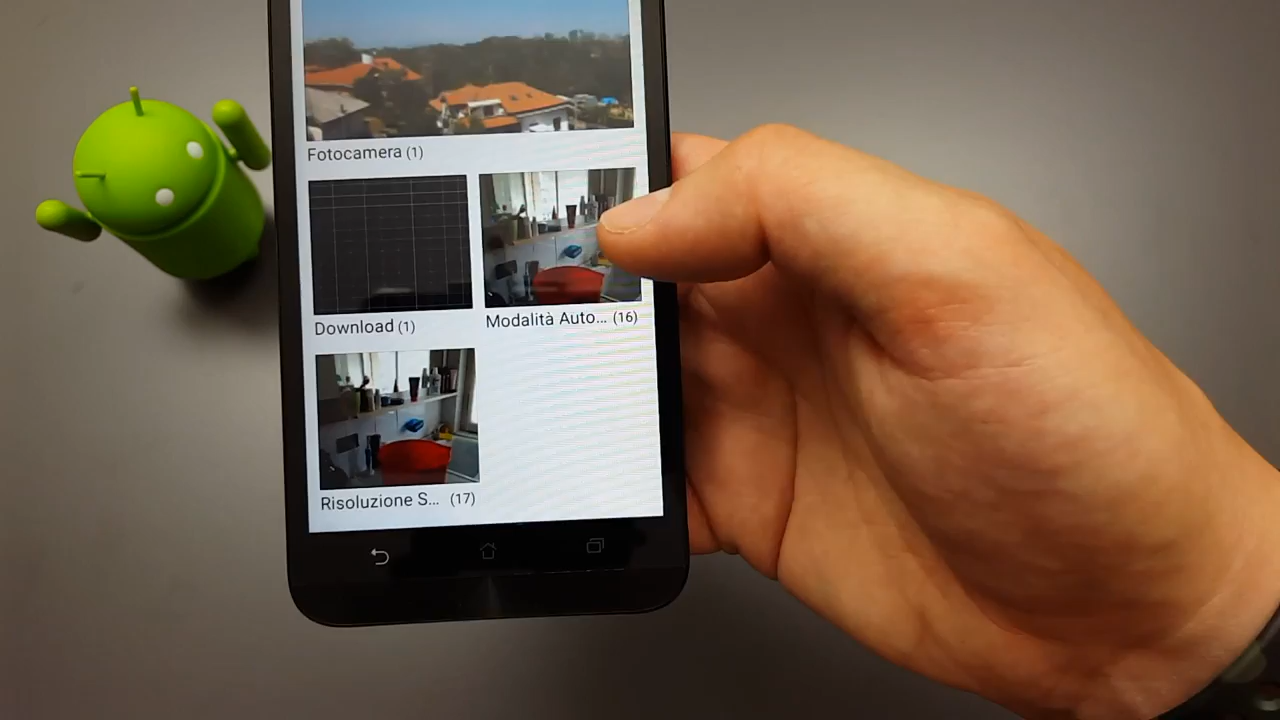 Fotocamera (1)
Download (1)
Modalità Auto... (16)
Risoluzione S... (17)